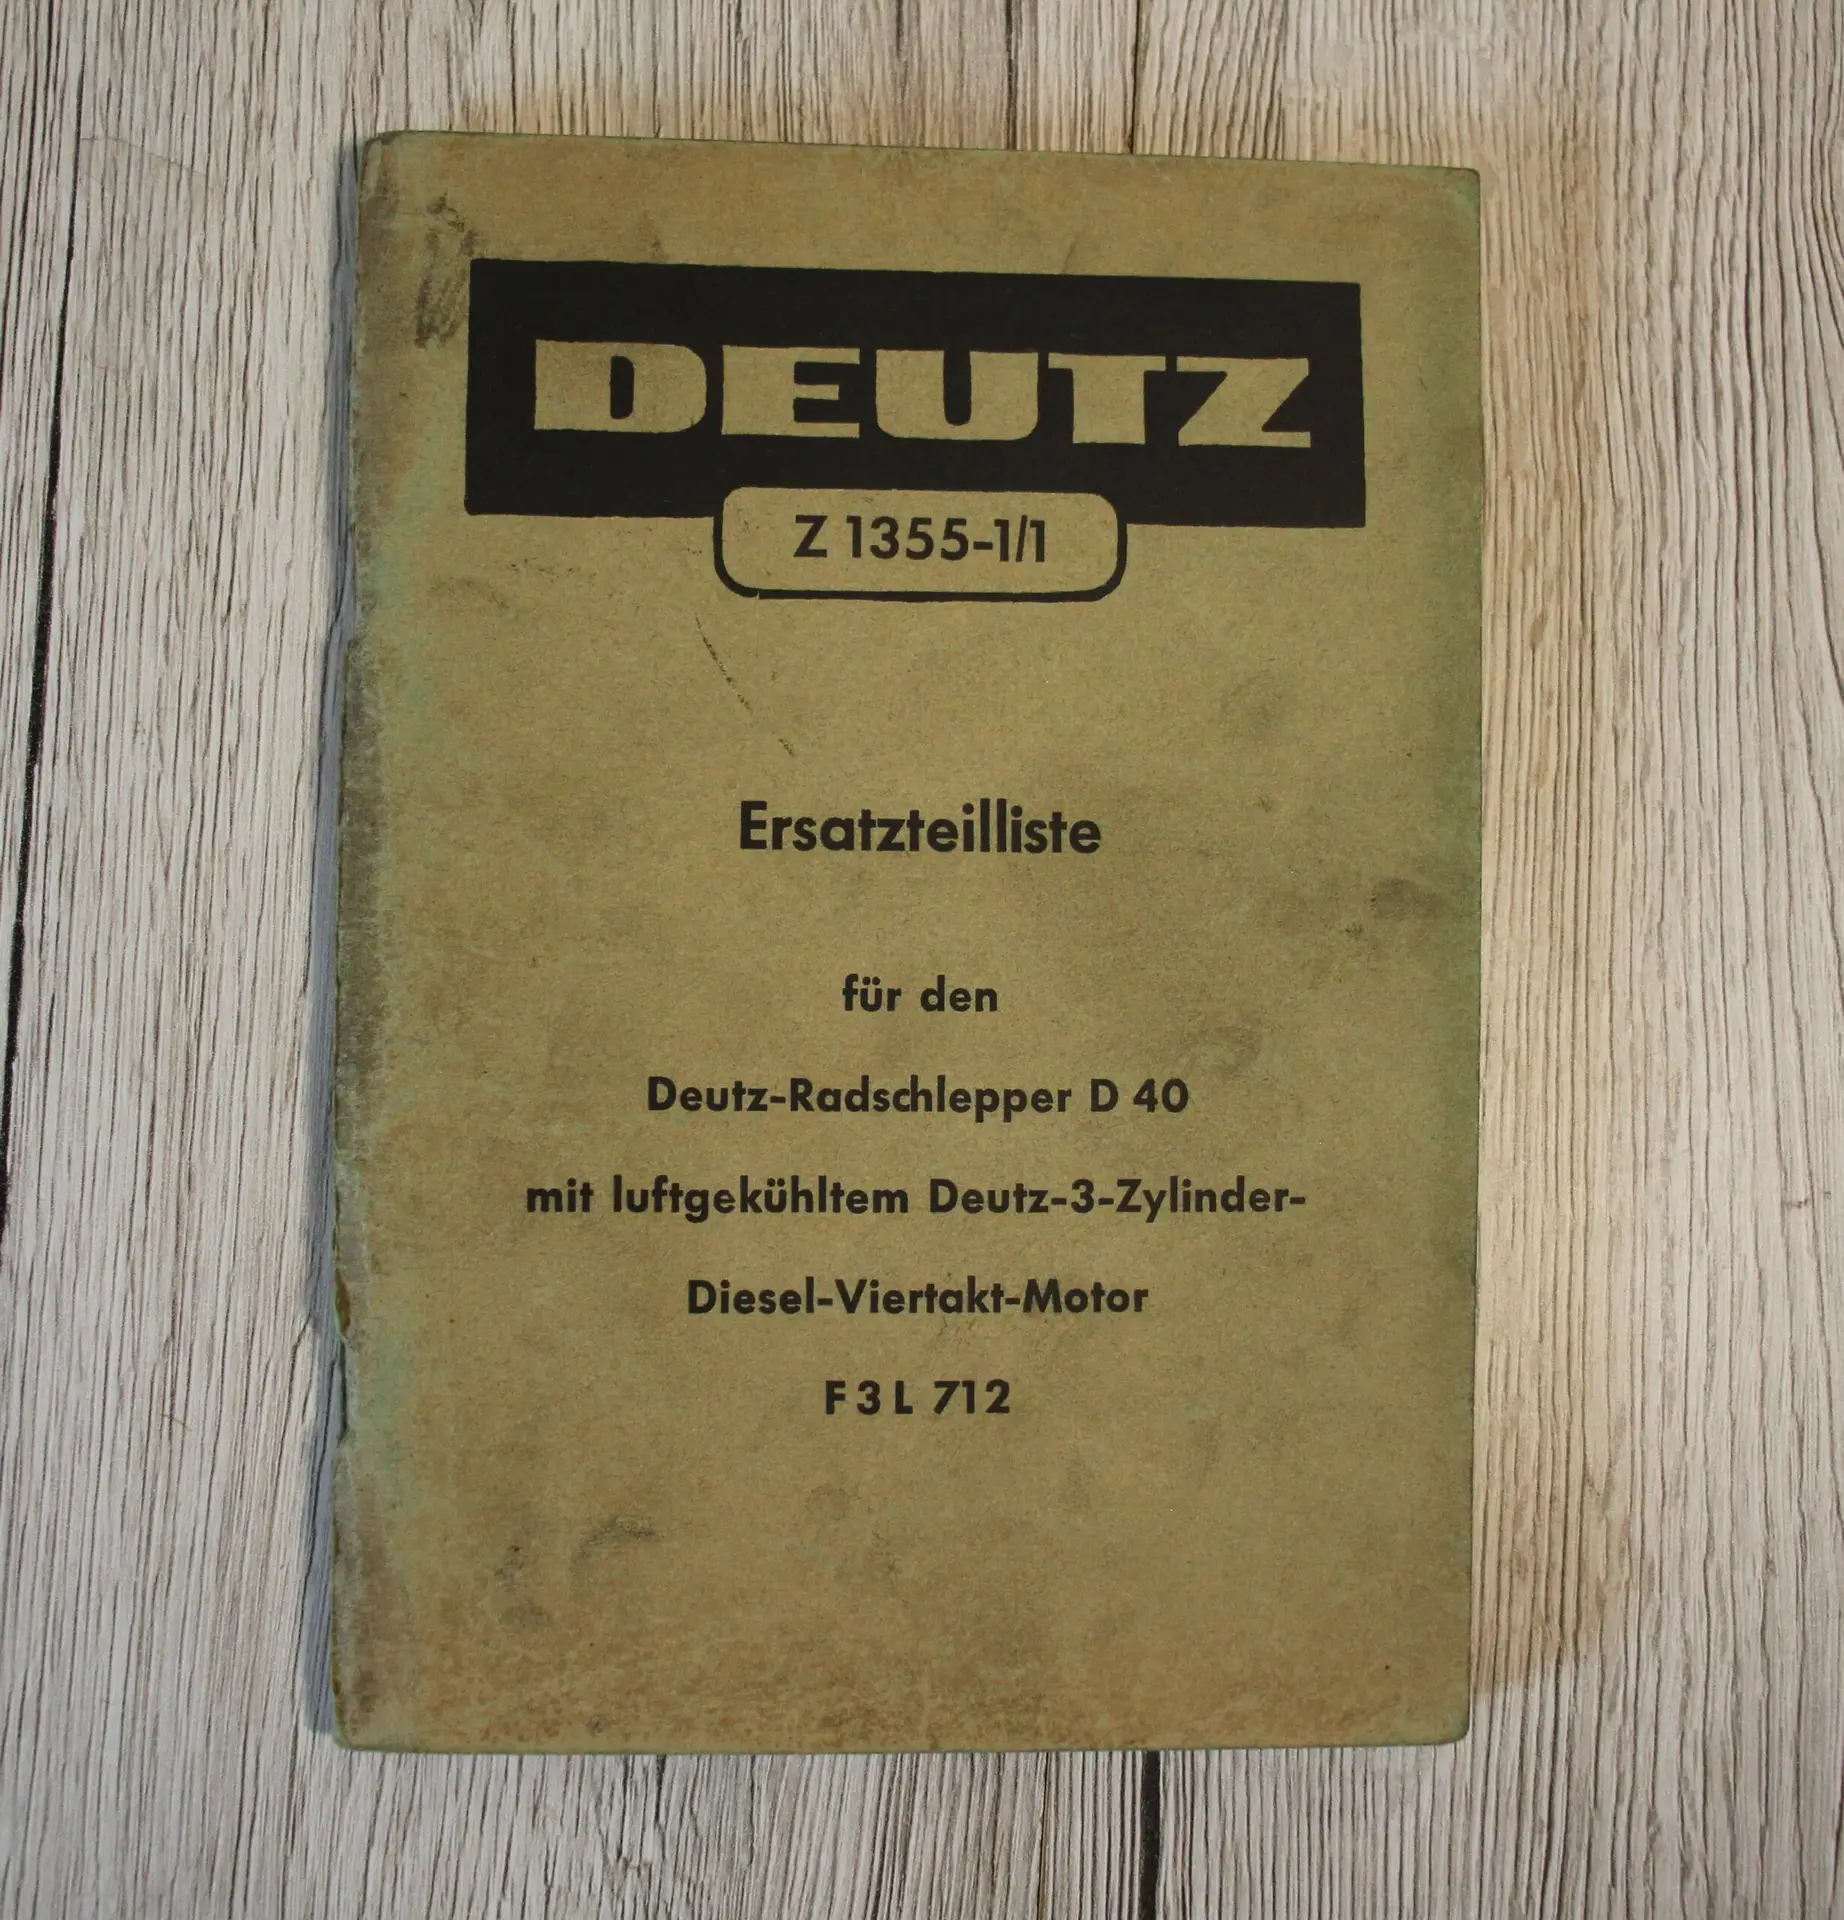 DEUTZ
Z 1355-1/1
Ersatzteilliste
für den
Deutz-Radschlepper D 40
mit luftgekühltem Deutz-3-Zylinder-
Diesel-Viertakt-Motor
F 3 L 712